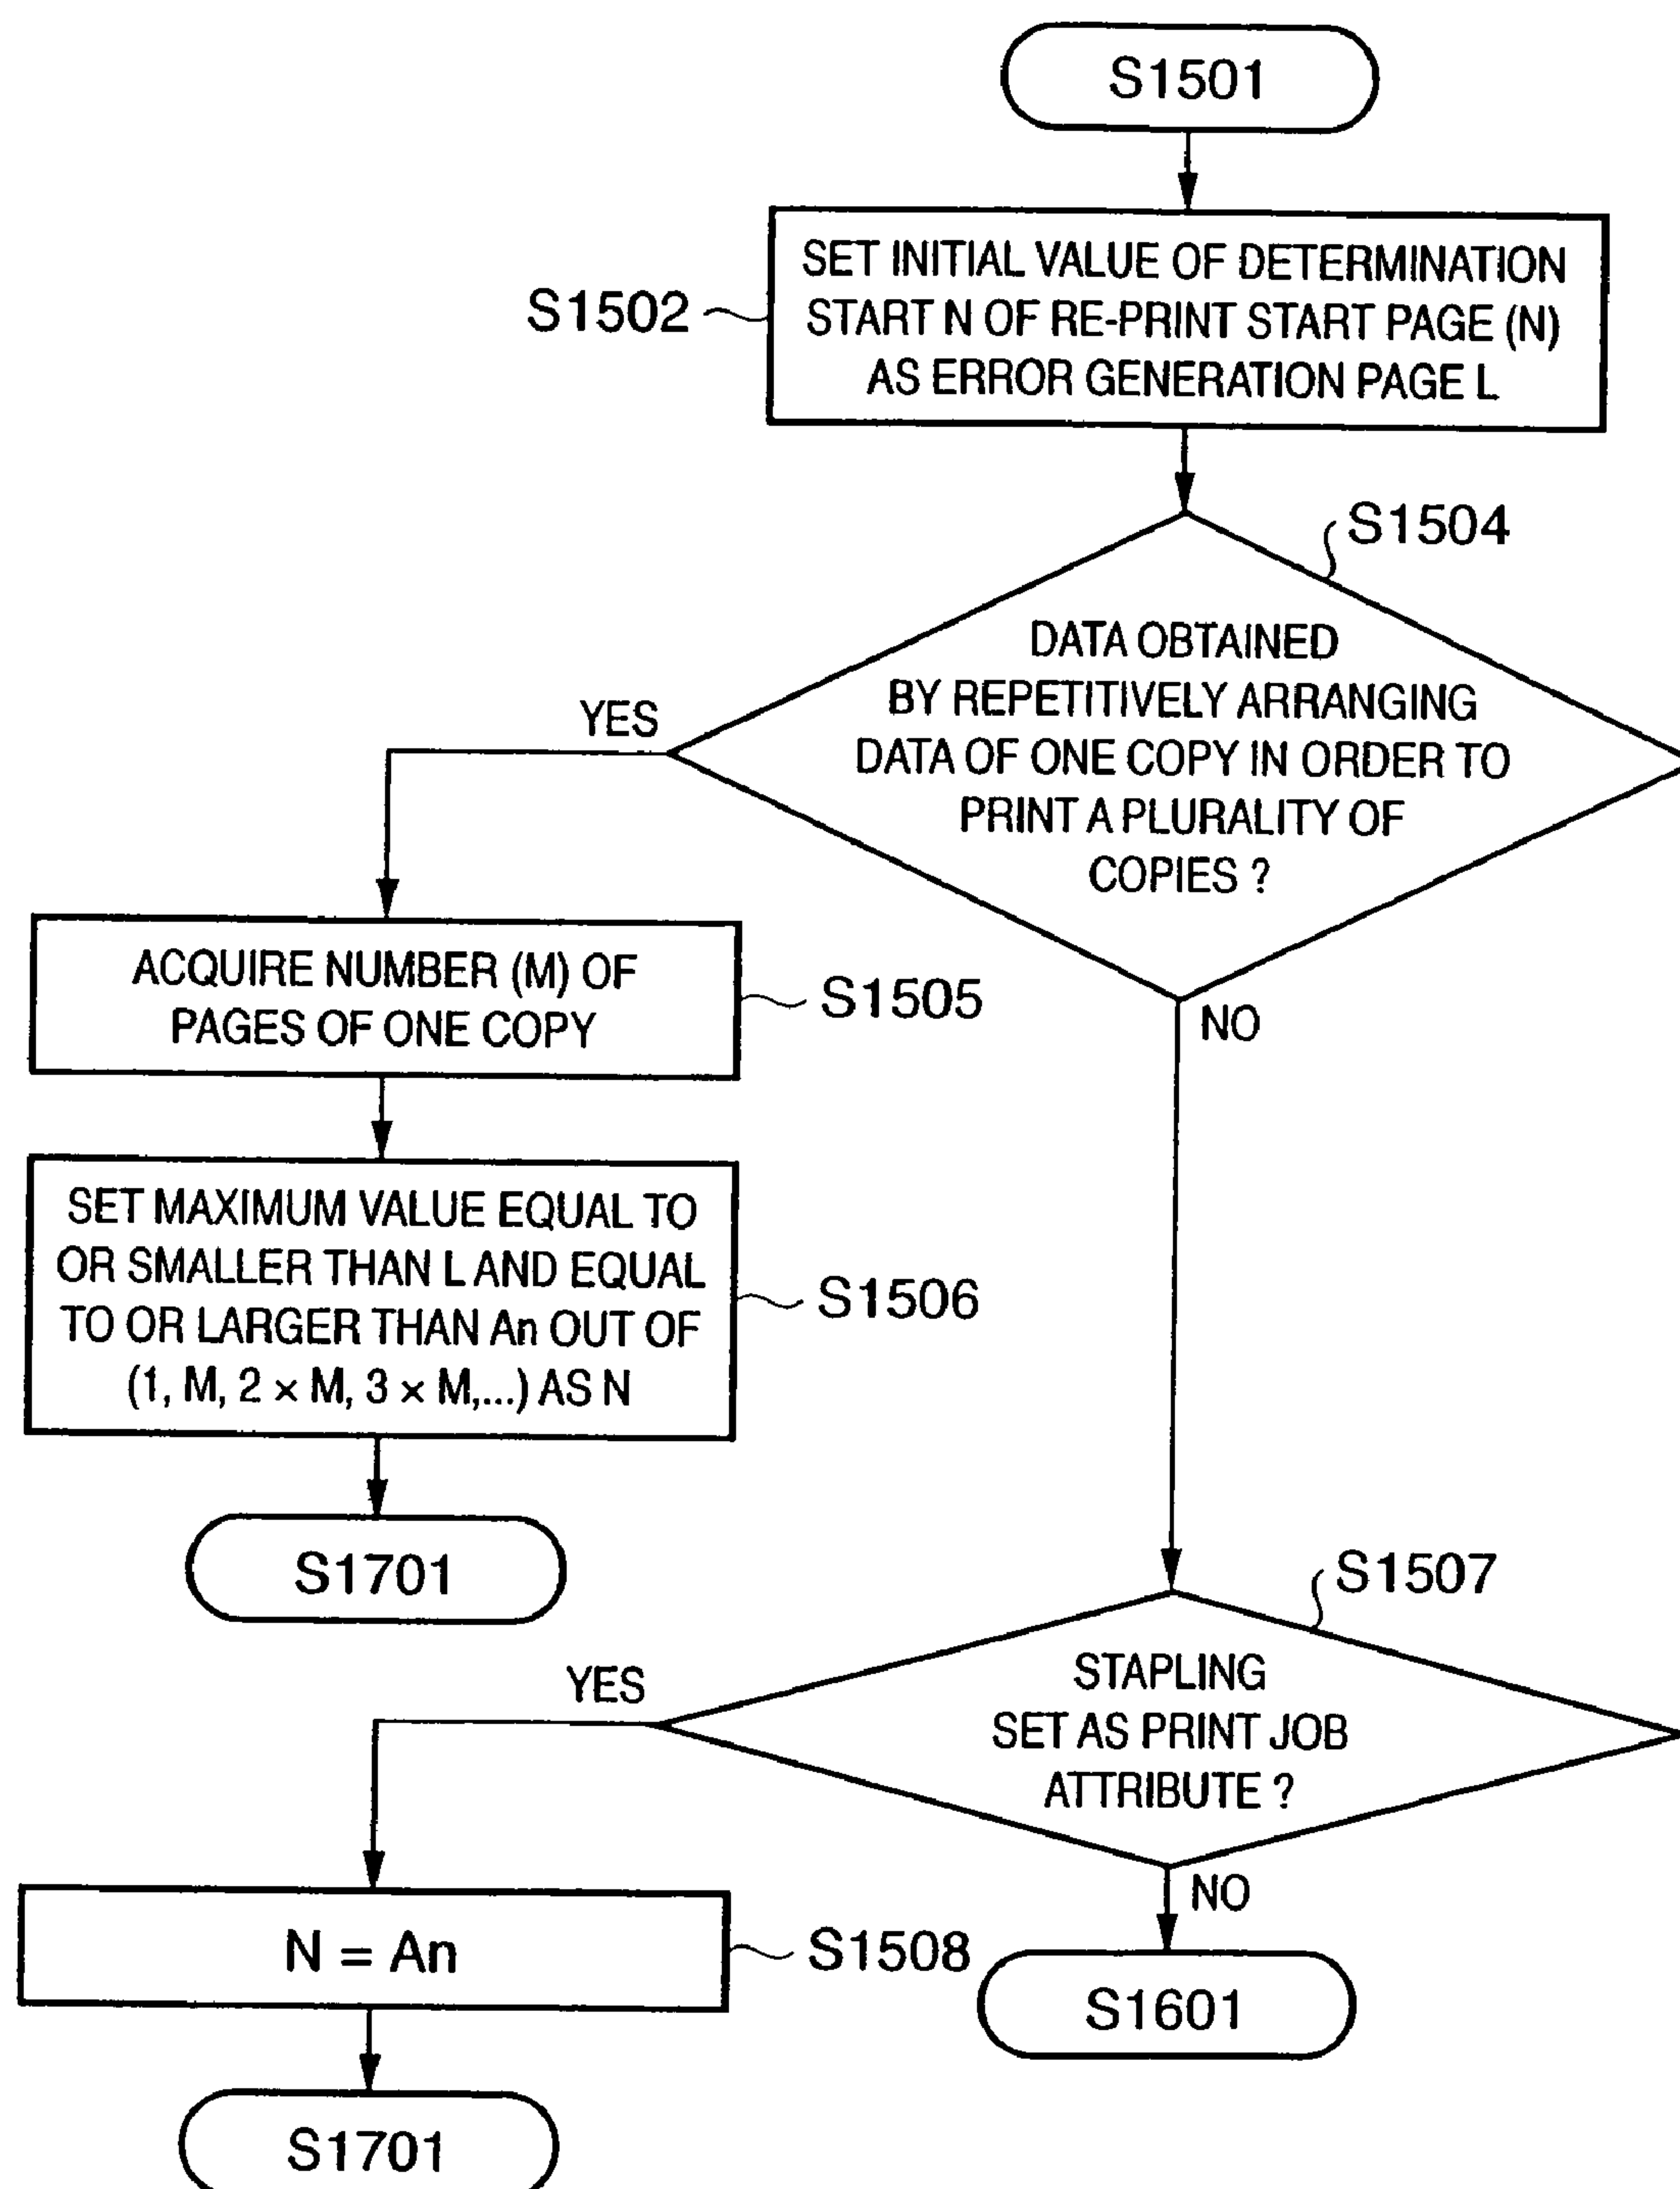 S1501
SET INITIAL VALUE OF DETERMINATION
START N OF RE-PRINT START PAGE (N)
AS ERROR GENERATION PAGE L
S1502
S1504
DATA OBTAINED
BY REPETITIVELY ARRANGING
DATA OF ONE COPY IN ORDER TO
PRINT A PLURALITY OF
COPIES ?
YES
NO
ACQUIRE NUMBER (M) OF
PAGES OF ONE COPY
S1505
SET MAXIMUM VALUE EQUAL TO
OR SMALLER THAN L AND EQUAL
TO OR LARGER THAN An OUT OF
(1, M, 2 × M, 3 × M,...) AS N
S1506
S1701
S1507
STAPLING
SET AS PRINT JOB
ATTRIBUTE ?
YES
NO
N = An
S1508
S1601
S1701